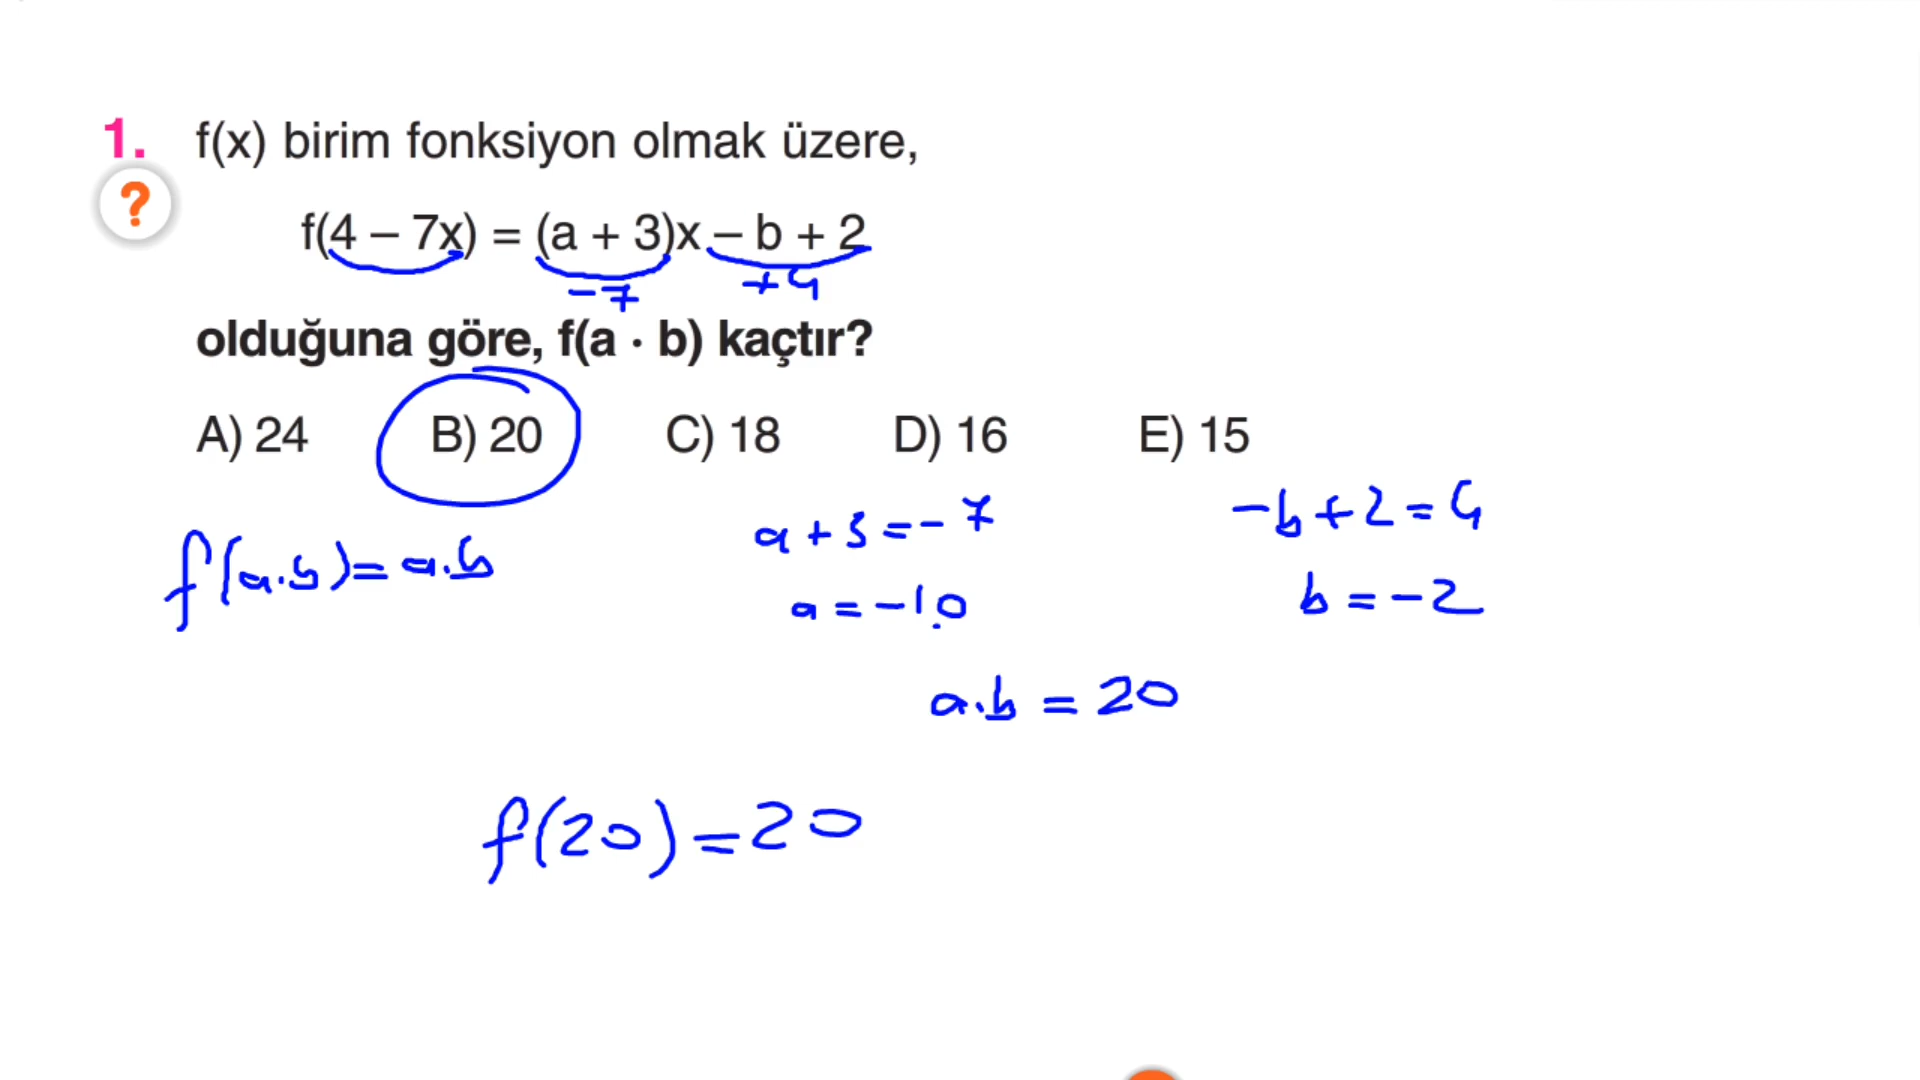 1. f(x) birim fonksiyon olmak üzere,
?
f(4 – 7x) = (a + 3)x – b + 2
-7 +4
olduğuna göre, f(a · b) kaçtır?
A) 24 B) 20 C) 18 D) 16 E) 15
a+3=-7 -b+2=4
f(a.b)=a.b
a=-10 b=-2
a.b=20
f(20)=20